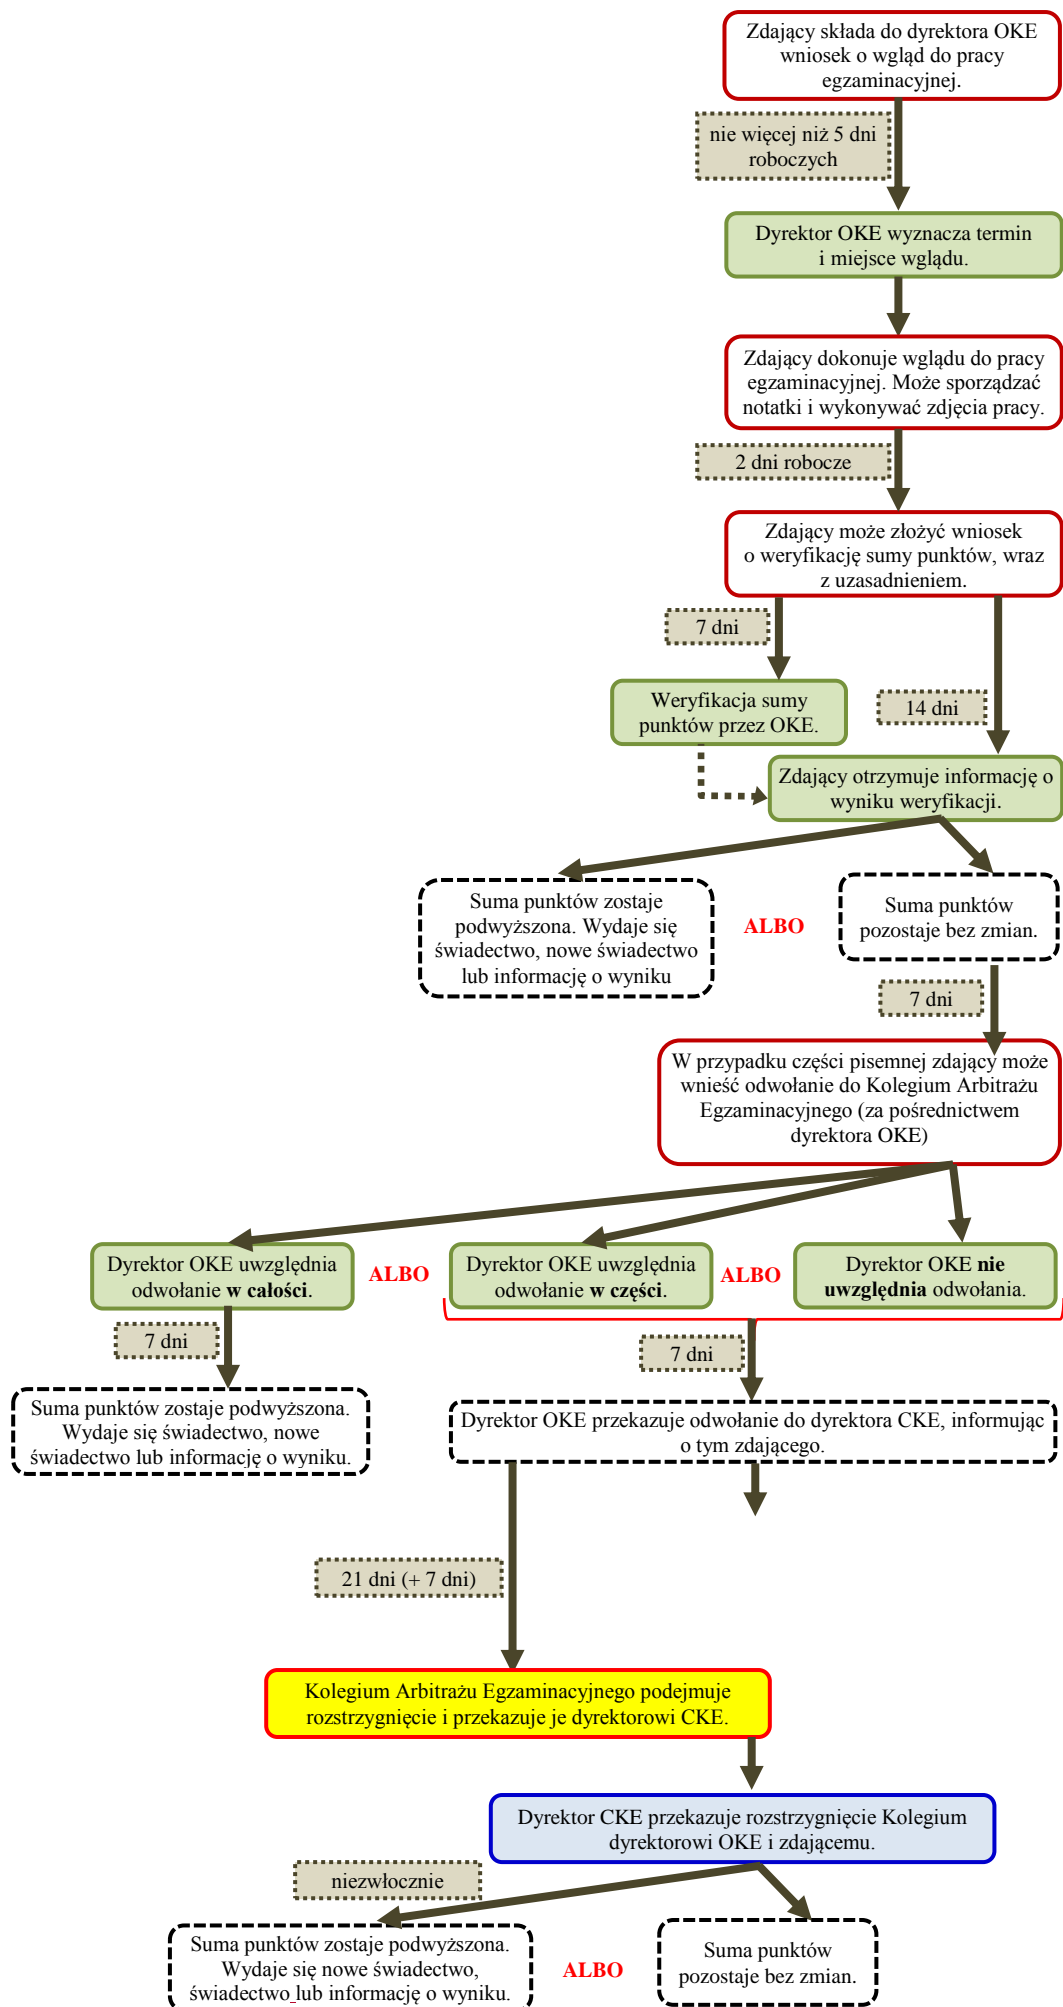 Zdający składa do dyrektora OKE
wniosek o wgląd do pracy
egzaminacyjnej.
nie więcej niż 5 dni
roboczych
Dyrektor OKE wyznacza termin
i miejsce wglądu.
Zdający dokonuje wglądu do pracy
egzaminacyjnej. Może sporządzać
notatki i wykonywać zdjęcia pracy.
2 dni robocze
Zdający może złożyć wniosek
o weryfikację sumy punktów, wraz
z uzasadnieniem.
7 dni
Weryfikacja sumy
punktów przez OKE.
14 dni
Zdający otrzymuje informację o
wyniku weryfikacji.
Suma punktów zostaje
podwyższona. Wydaje się
świadectwo, nowe świadectwo
lub informację o wyniku
ALBO
Suma punktów
pozostaje bez zmian.
7 dni
W przypadku części pisemnej zdający może
wnieść odwołanie do Kolegium Arbitrażu
Egzaminacyjnego (za pośrednictwem
dyrektora OKE)
Dyrektor OKE uwzględnia
odwołanie w całości.
ALBO
Dyrektor OKE uwzględnia
odwołanie w części.
ALBO
Dyrektor OKE nie
uwzględnia odwołania.
7 dni
7 dni
Suma punktów zostaje podwyższona.
Wydaje się świadectwo, nowe
świadectwo lub informację o wyniku.
Dyrektor OKE przekazuje odwołanie do dyrektora CKE, informując
o tym zdającego.
21 dni (+ 7 dni)
Kolegium Arbitrażu Egzaminacyjnego podejmuje
rozstrzygnięcie i przekazuje je dyrektorowi CKE.
Dyrektor CKE przekazuje rozstrzygnięcie Kolegium
dyrektorowi OKE i zdającemu.
niezwłocznie
Suma punktów zostaje podwyższona.
Wydaje się nowe świadectwo,
świadectwo lub informację o wyniku.
ALBO
Suma punktów
pozostaje bez zmian.